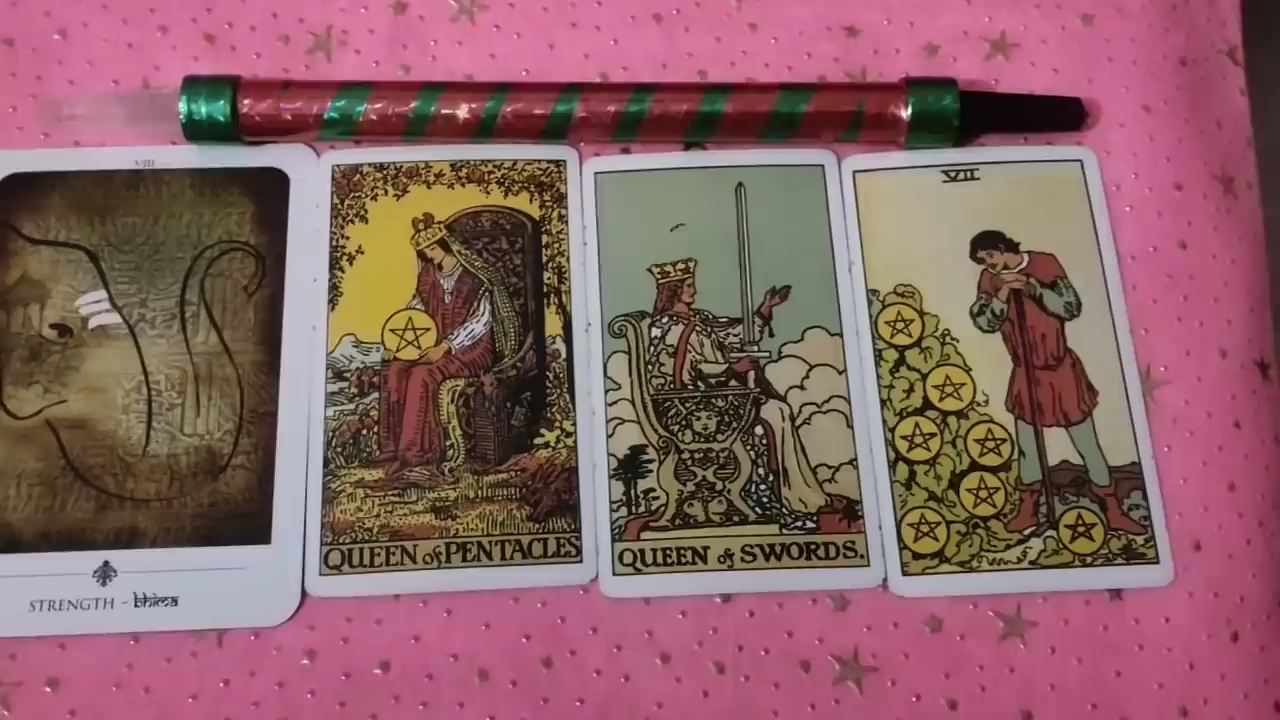 VIII
STRENGTH - bhima
QUEEN of PENTACLES
QUEEN of SWORDS.
VII